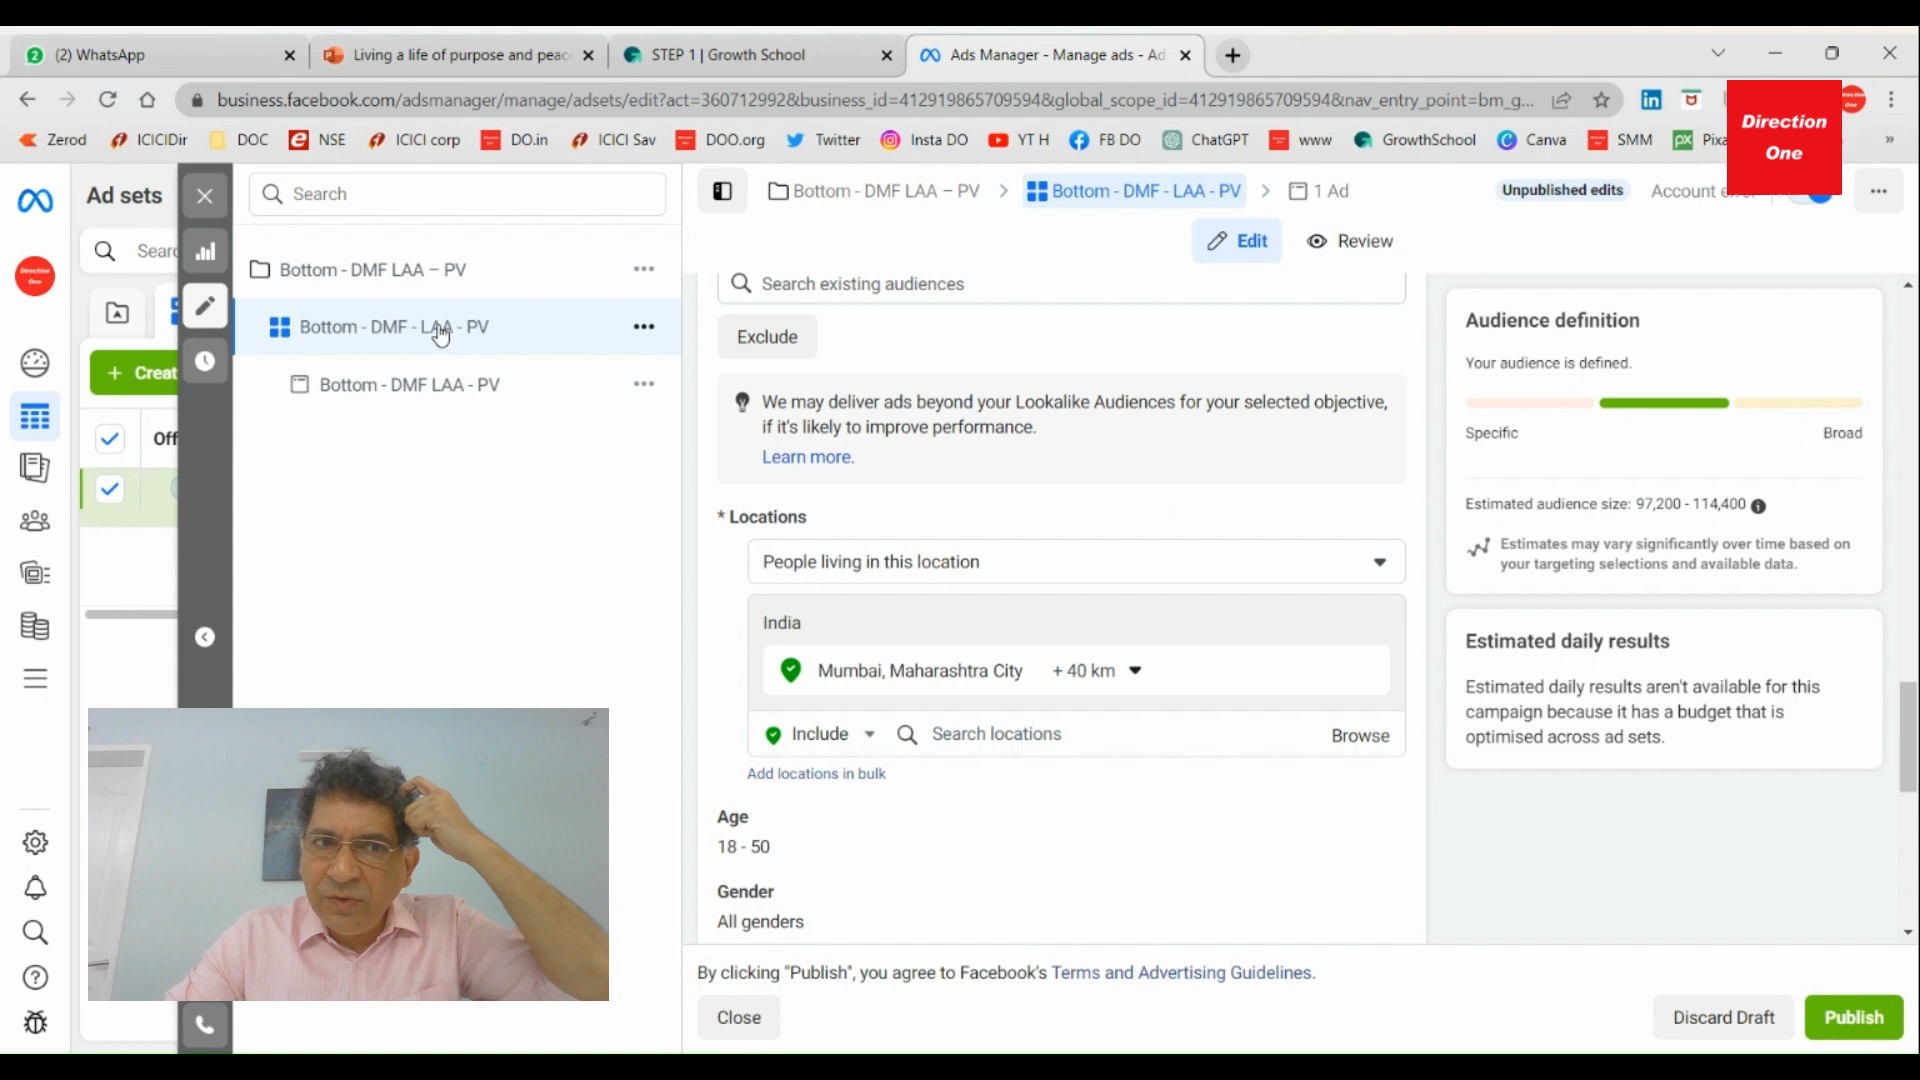 (2) WhatsApp
Living a life of purpose and peac
STEP 1 | Growth School
Ads Manager - Manage ads - Ad
business.facebook.com/adsmanager/manage/adsets/edit?act=360712992&business_id=412919865709594&global_scope_id=412919865709594&nav_entry_point=bm_g...
Zerod
ICICIDir
DOC
NSE
ICICI corp
DO.in
ICICI Sav
DOO.org
Twitter
Insta DO
YT H
FB DO
ChatGPT
www
GrowthSchool
Canva
SMM
Pixa
Direction
One
Ad sets
Search
Bottom - DMF LAA – PV
Bottom - DMF - LAA - PV
1 Ad
Unpublished edits
Account
Edit
Review
Searc
Bottom - DMF LAA – PV
Bottom - DMF - LAA - PV
Bottom - DMF LAA - PV
+ Creat
Off
Search existing audiences
Exclude
We may deliver ads beyond your Lookalike Audiences for your selected objective,
if it's likely to improve performance.
Learn more.
* Locations
People living in this location
India
Mumbai, Maharashtra City + 40 km
Include
Search locations
Browse
Add locations in bulk
Age
18 - 50
Gender
All genders
Audience definition
Your audience is defined.
Specific
Broad
Estimated audience size: 97,200 - 114,400
Estimates may vary significantly over time based on
your targeting selections and available data.
Estimated daily results
Estimated daily results aren't available for this
campaign because it has a budget that is
optimised across ad sets.
By clicking "Publish", you agree to Facebook's Terms and Advertising Guidelines.
Close
Discard Draft
Publish